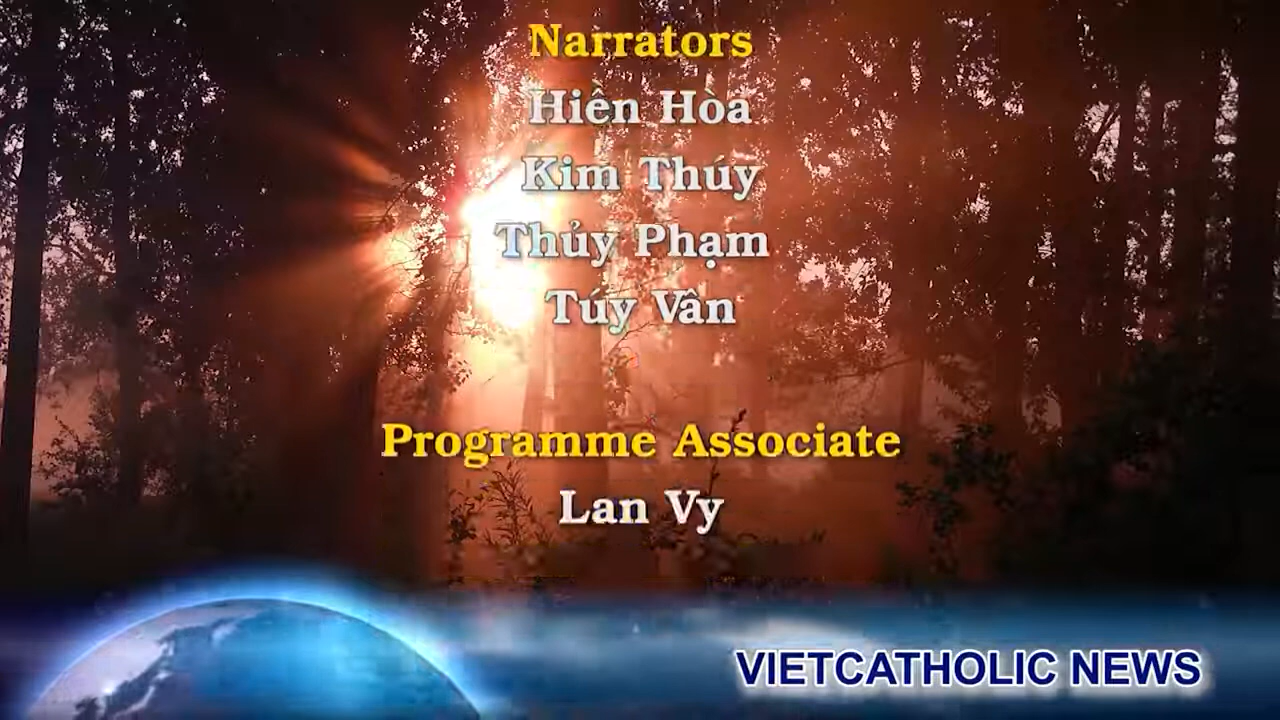 Narrators
Hiền Hòa
Kim Thúy
Thủy Phạm
Túy Vân
Programme Associate
Lan Vy
VIETCATHOLIC NEWS